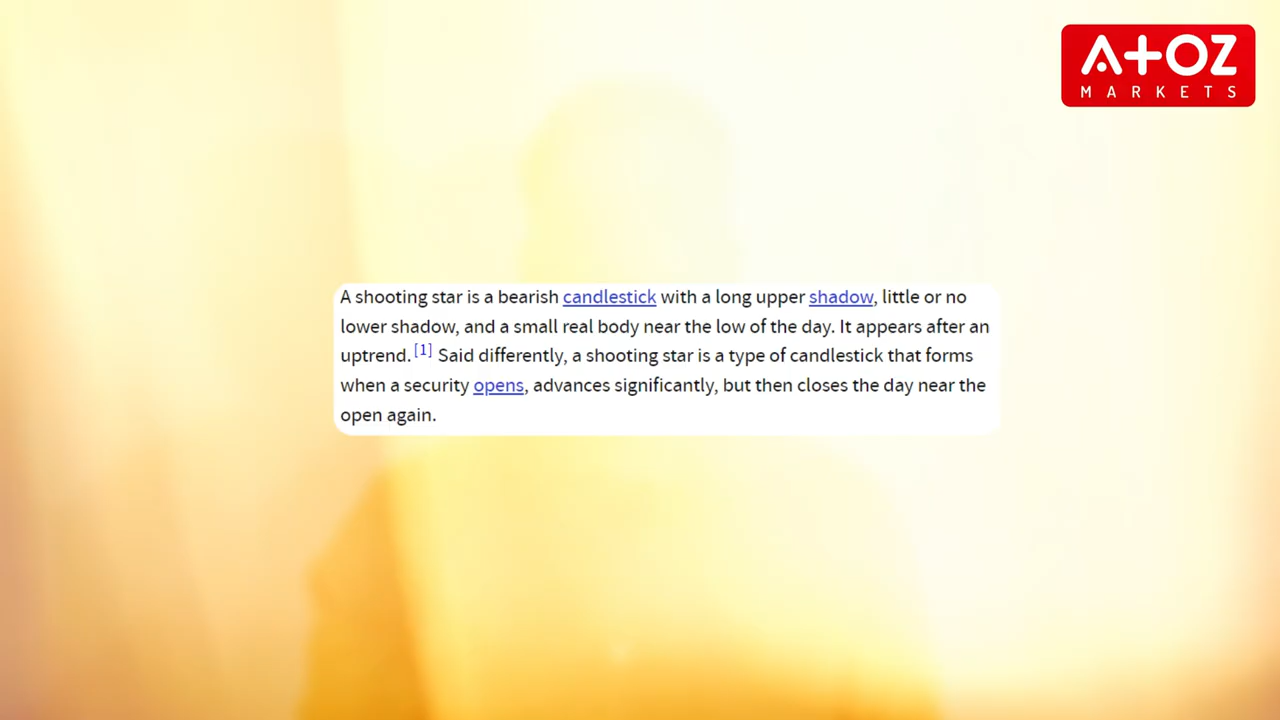 A+OZ
MARKETS
A shooting star is a bearish candlestick with a long upper shadow, little or no
lower shadow, and a small real body near the low of the day. It appears after an
uptrend. [1] Said differently, a shooting star is a type of candlestick that forms
when a security opens, advances significantly, but then closes the day near the
open again.